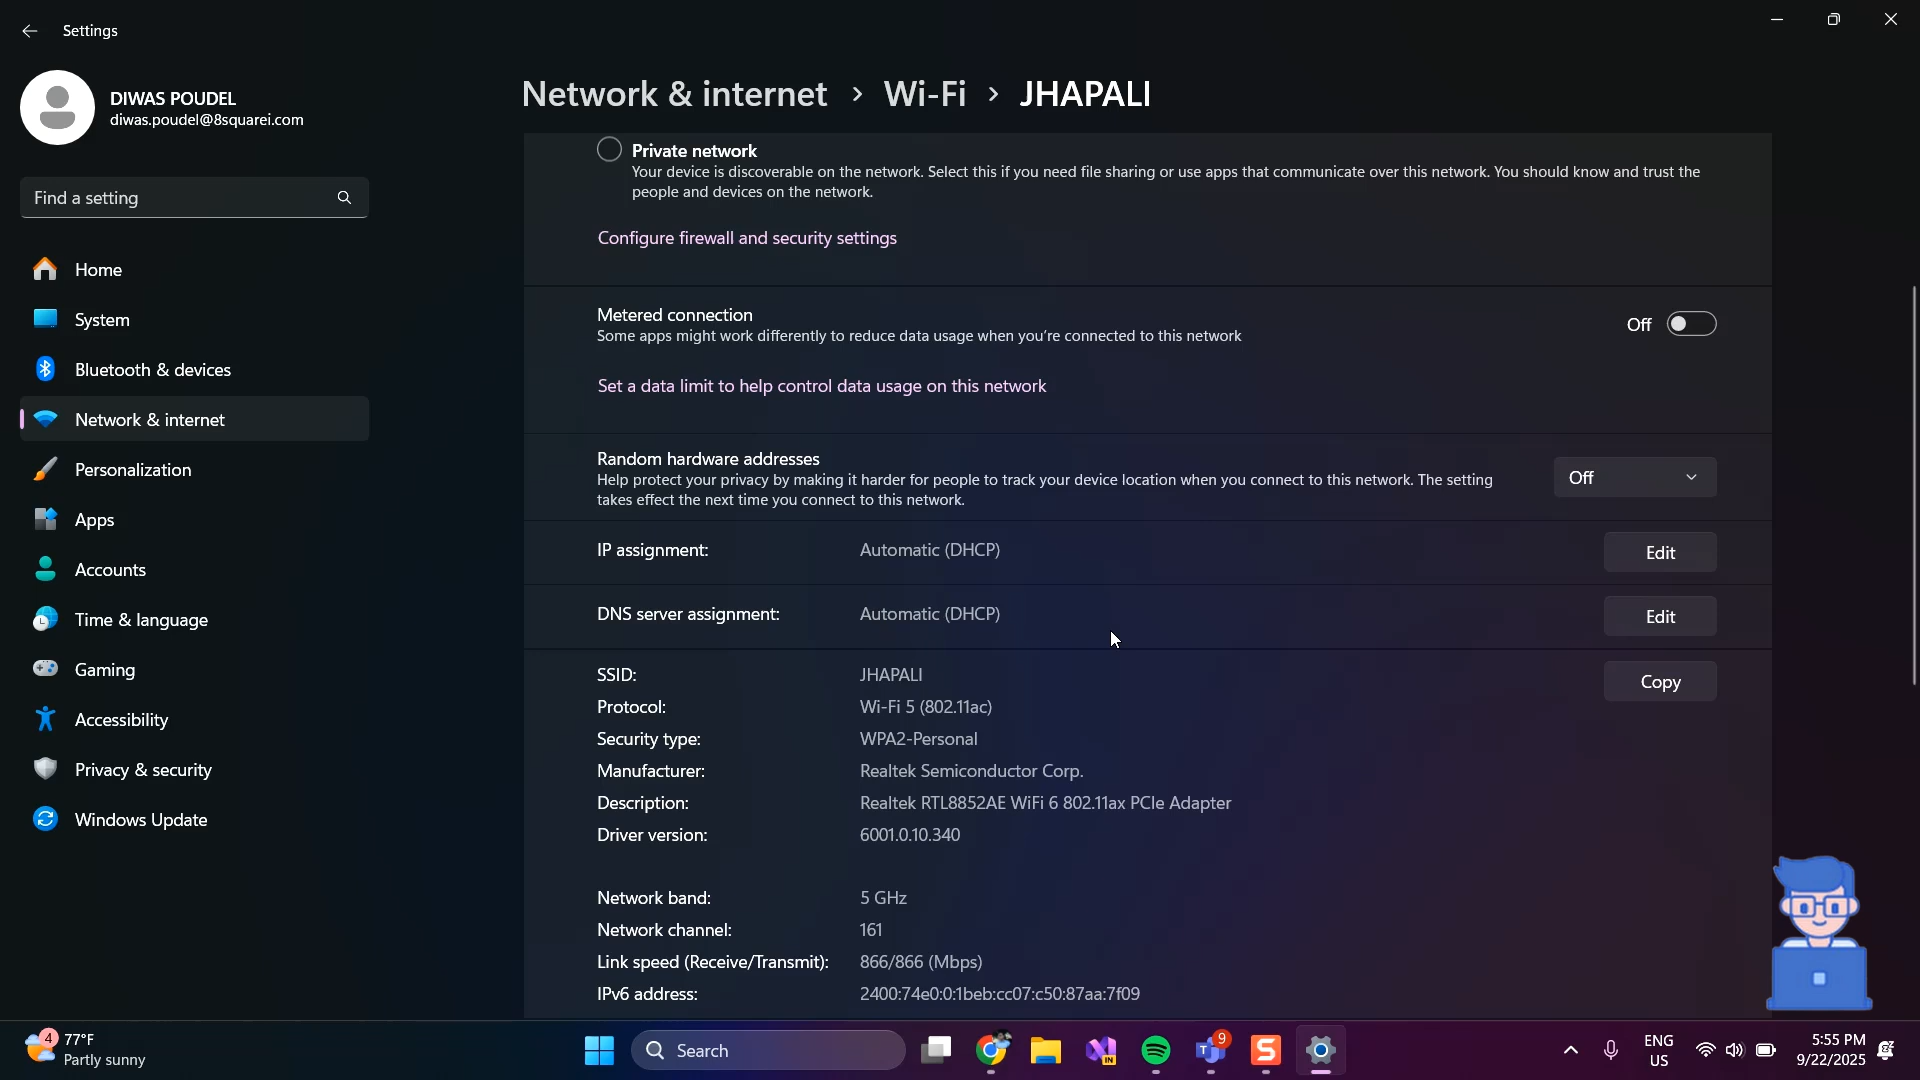 Settings
DIWAS POUDEL
diwas.poudel@8squarei.com
Find a setting
Home
System
Bluetooth & devices
Network & internet
Personalization
Apps
Accounts
Time & language
Gaming
Accessibility
Privacy & security
Windows Update
Network & internet > Wi-Fi > JHAPALI
Private network
Your device is discoverable on the network. Select this if you need file sharing or use apps that communicate over this network. You should know and trust the
people and devices on the network.
Configure firewall and security settings
Metered connection
Some apps might work differently to reduce data usage when you're connected to this network
Off
Set a data limit to help control data usage on this network
Random hardware addresses
Help protect your privacy by making it harder for people to track your device location when you connect to this network. The setting
takes effect the next time you connect to this network.
Off
IP assignment: Automatic (DHCP) Edit
DNS server assignment: Automatic (DHCP) Edit
SSID: JHAPALI Copy
Protocol: Wi-Fi 5 (802.11ac)
Security type: WPA2-Personal
Manufacturer: Realtek Semiconductor Corp.
Description: Realtek RTL8852AE WiFi 6 802.11ax PCIe Adapter
Driver version: 6001.0.10.340
Network band: 5 GHz
Network channel: 161
Link speed (Receive/Transmit): 866/866 (Mbps)
IPv6 address: 2400:74e0:0:1beb:cc07:c50:87aa:7f09
4
77°F
Partly sunny
Search
IN
T
9
S
ENG
US
5:55 PM
9/22/2025